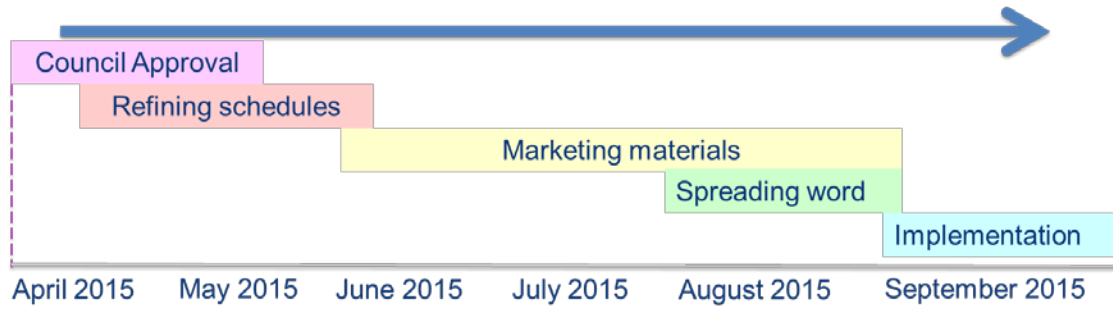 Council Approval
Refining schedules
Marketing materials
Spreading word
Implementation
April 2015 May 2015 June 2015 July 2015 August 2015 September 2015